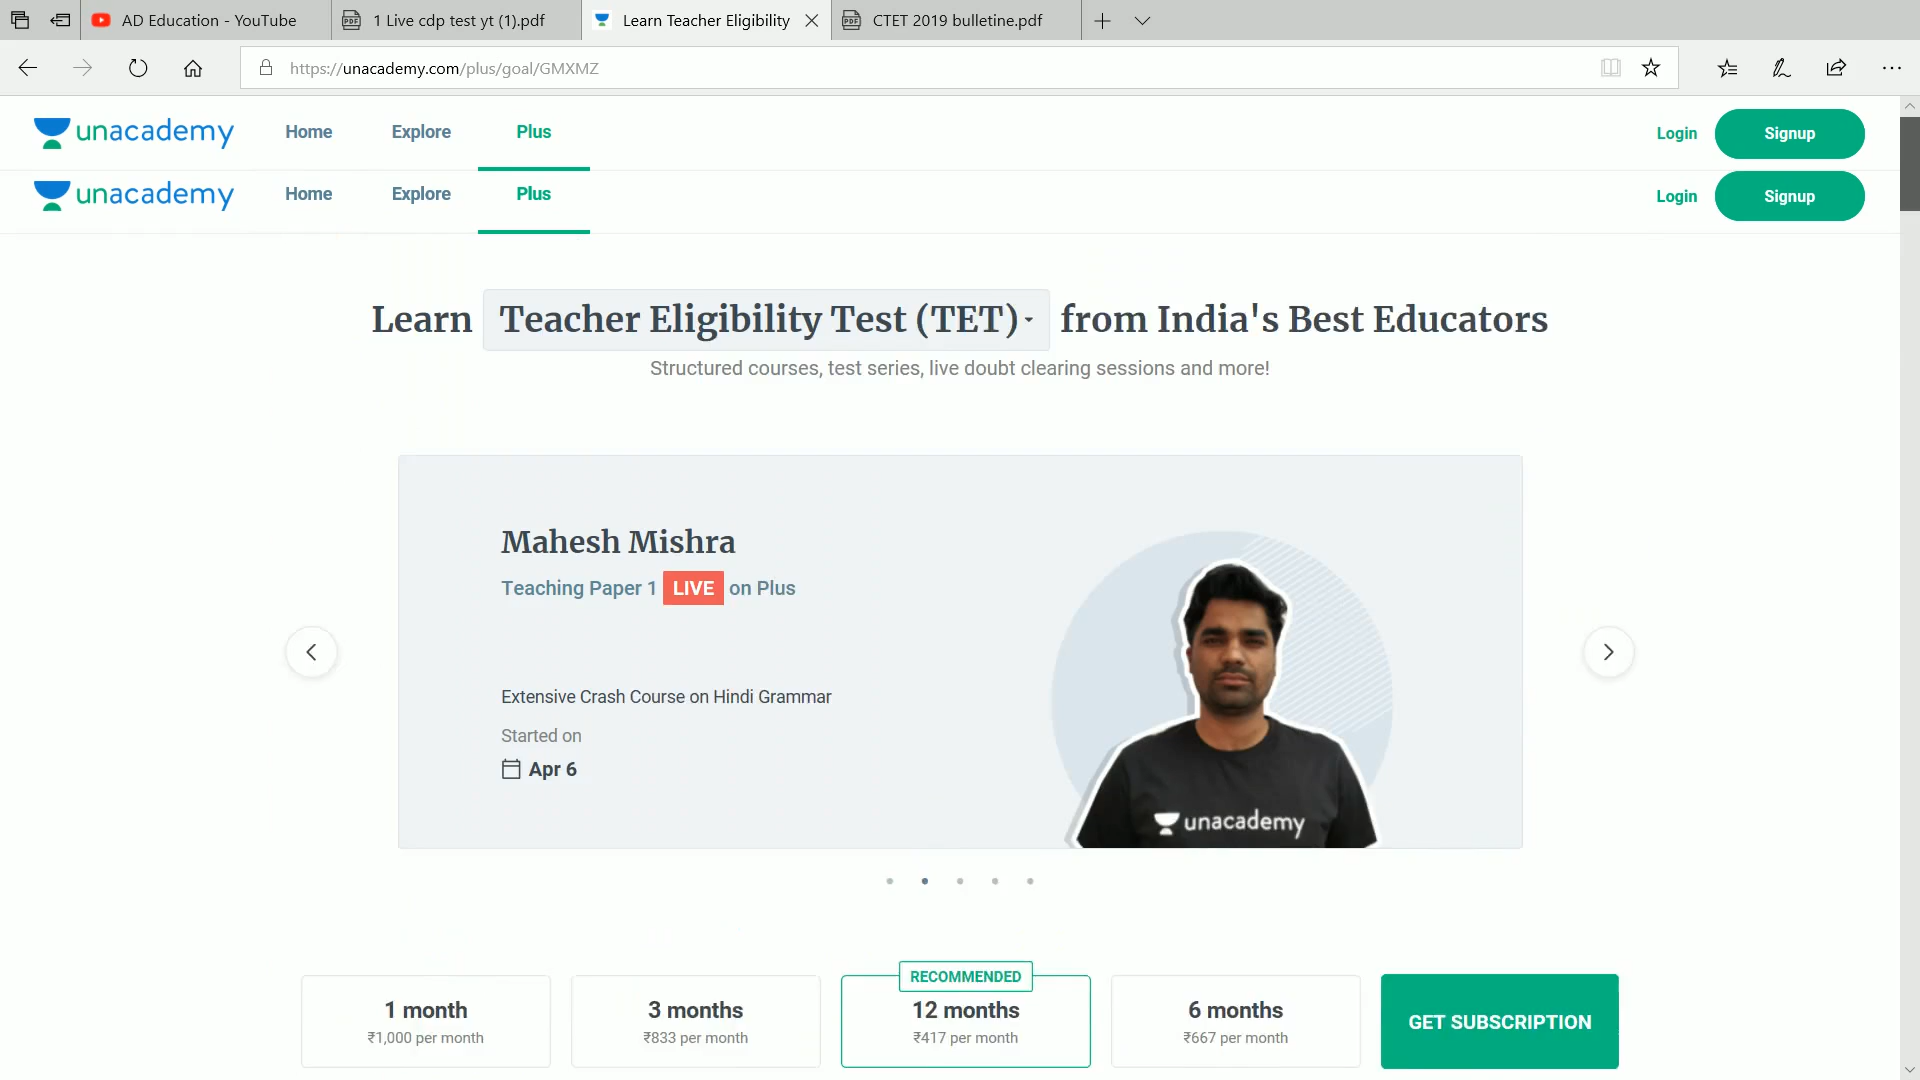 AD Education - YouTube
1 Live cdp test yt (1).pdf
Learn Teacher Eligibility
CTET 2019 bulletine.pdf
https://unacademy.com/plus/goal/GMXMZ
unacademy Home Explore Plus Login Signup
unacademy Home Explore Plus Login Signup
Learn Teacher Eligibility Test (TET) from India's Best Educators
Structured courses, test series, live doubt clearing sessions and more!
Mahesh Mishra
Teaching Paper 1 LIVE on Plus
Extensive Crash Course on Hindi Grammar
Started on
Apr 6
unacademy
RECOMMENDED
1 month
₹1,000 per month
3 months
₹833 per month
12 months
₹417 per month
6 months
₹667 per month
GET SUBSCRIPTION